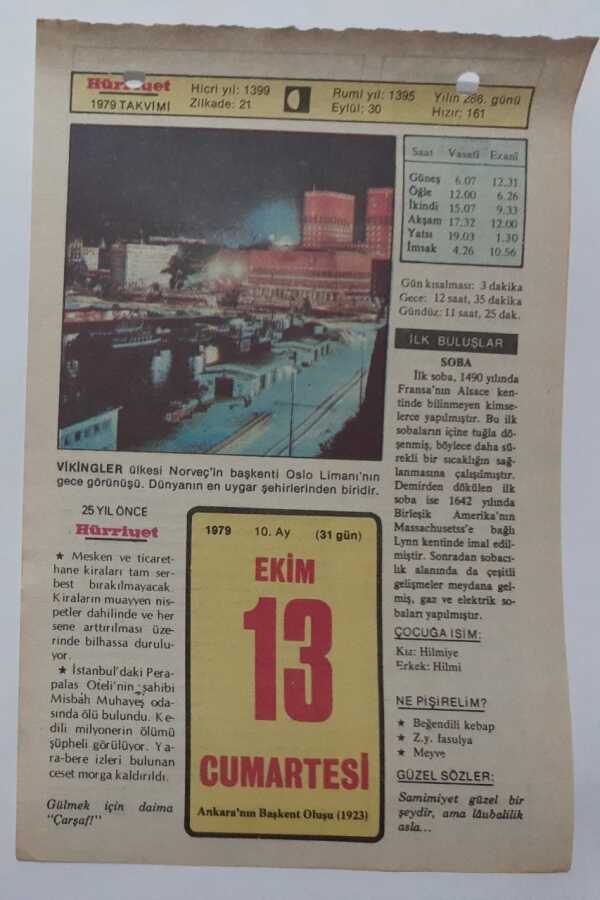 Hürriyet
1979 TAKVİMİ
Hicri yıl: 1399
Zilkade: 21
Rumi yıl: 1395
Eylül: 30
Yılın 286. günü
Hızır: 161
Saat Vasatî Ezanî
Güneş 6.07 12.31
Öğle 12.00 6.26
İkindi 15.07 9.33
Akşam 17.32 12.00
Yatsı 19.03 1.30
İmsak 4.26 10.56
Gün kısalması: 3 dakika
Gece: 12 saat, 35 dakika
Gündüz: 11 saat, 25 dak.
VİKİNGLER ülkesi Norveç'in başkenti Oslo Limanı'nın
gece görünüşü. Dünyanın en uygar şehirlerinden biridir.
İLK BULUŞLAR
SOBA
İlk soba, 1490 yılında
Fransa'nın Alsace ken-
tinde bilinmeyen kimse-
lerce yapılmıştır. Bu ilk
sobaların içine tuğla dö-
şenmiş, böylece daha sü-
rekli bir sıcaklığın sağ-
lanmasına çalışılmıştır.
Demirden dökülen ilk
soba ise 1642 yılında
Birleşik Amerika'nın
Massachusetss'e bağlı
Lynn kentinde imal edil-
miştir. Sonradan sobacı-
lık alanında da çeşitli
gelişmeler meydana gel-
miş, gaz ve elektrik so-
baları yapılmıştır.
25 YIL ÖNCE
Hürriyet
★ Mesken ve ticaret-
hane kiraları tam ser-
best bırakılmayacak.
Kiraların muayyen nis-
petler dahilinde ve her
sene arttırılması üze-
rinde bilhassa durulu-
yor.
★ İstanbul'daki Pera-
palas Oteli'nin sahibi
Misbah Muhayeş oda-
sında ölü bulundu. Ke-
dili milyonerin ölümü
şüpheli görülüyor. Ya-
ra-bere izleri bulunan
ceset morga kaldırıldı.
Gülmek için daima
"Çarşaf!"
1979 10. Ay (31 gün)
EKİM
13
CUMARTESİ
Ankara'nın Başkent Oluşu (1923)
ÇOCUĞA İSİM:
Kız: Hilmiye
Erkek: Hilmi
NE PİŞİRELİM?
★ Beğendili kebap
★ Z.y. fasulya
★ Meyve
GÜZEL SÖZLER:
Samimiyet güzel bir
şeydir, ama lâubalilik
asla...